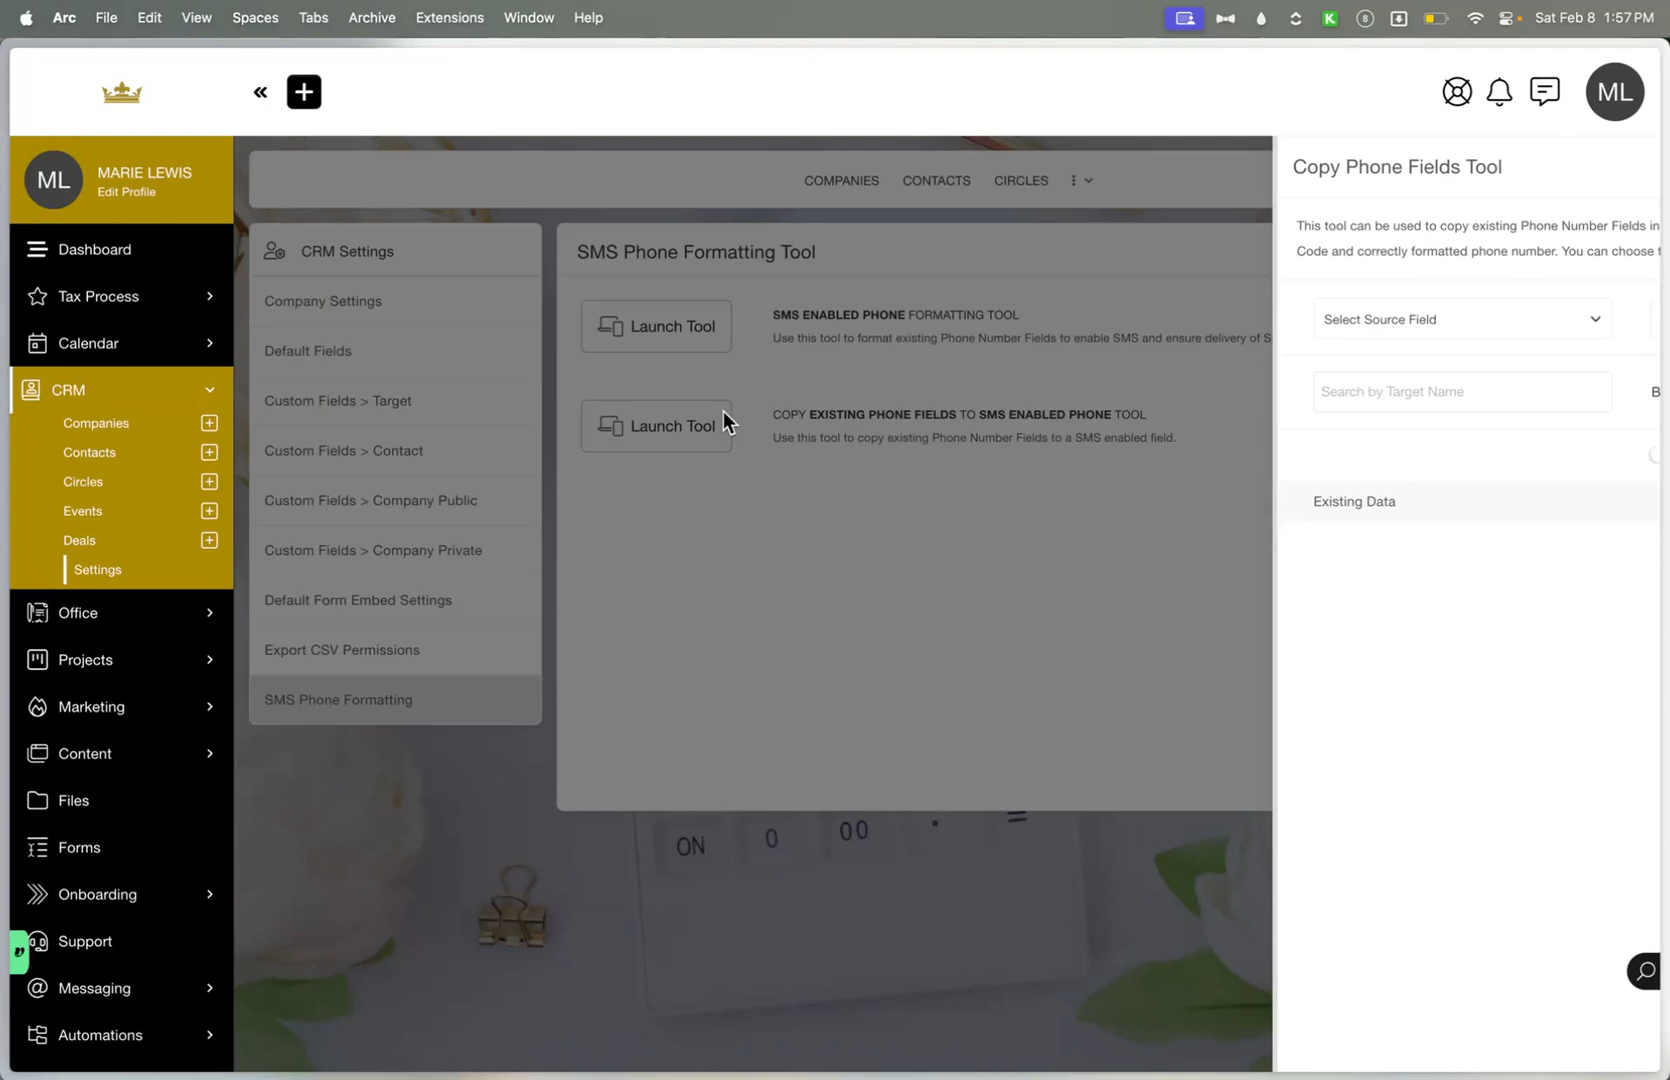 Arc File Edit View Spaces Tabs Archive Extensions Window Help
K 8 Sat Feb 8 1:57 PM
« +
ML
ML MARIE LEWIS
Edit Profile
Dashboard
Tax Process
Calendar
CRM
Companies
Contacts
Circles
Events
Deals
Settings
Office
Projects
Marketing
Content
Files
Forms
Onboarding
Support
Messaging
Automations
COMPANIES CONTACTS CIRCLES
CRM Settings
Company Settings
Default Fields
Custom Fields > Target
Custom Fields > Contact
Custom Fields > Company Public
Custom Fields > Company Private
Default Form Embed Settings
Export CSV Permissions
SMS Phone Formatting
SMS Phone Formatting Tool
Launch Tool
SMS ENABLED PHONE FORMATTING TOOL
Use this tool to format existing Phone Number Fields to enable SMS and ensure delivery of S
Launch Tool
COPY EXISTING PHONE FIELDS TO SMS ENABLED PHONE TOOL
Use this tool to copy existing Phone Number Fields to a SMS enabled field.
ON 0 00 • =
Copy Phone Fields Tool
This tool can be used to copy existing Phone Number Fields in
Code and correctly formatted phone number. You can choose
Select Source Field
Search by Target Name
B
Existing Data